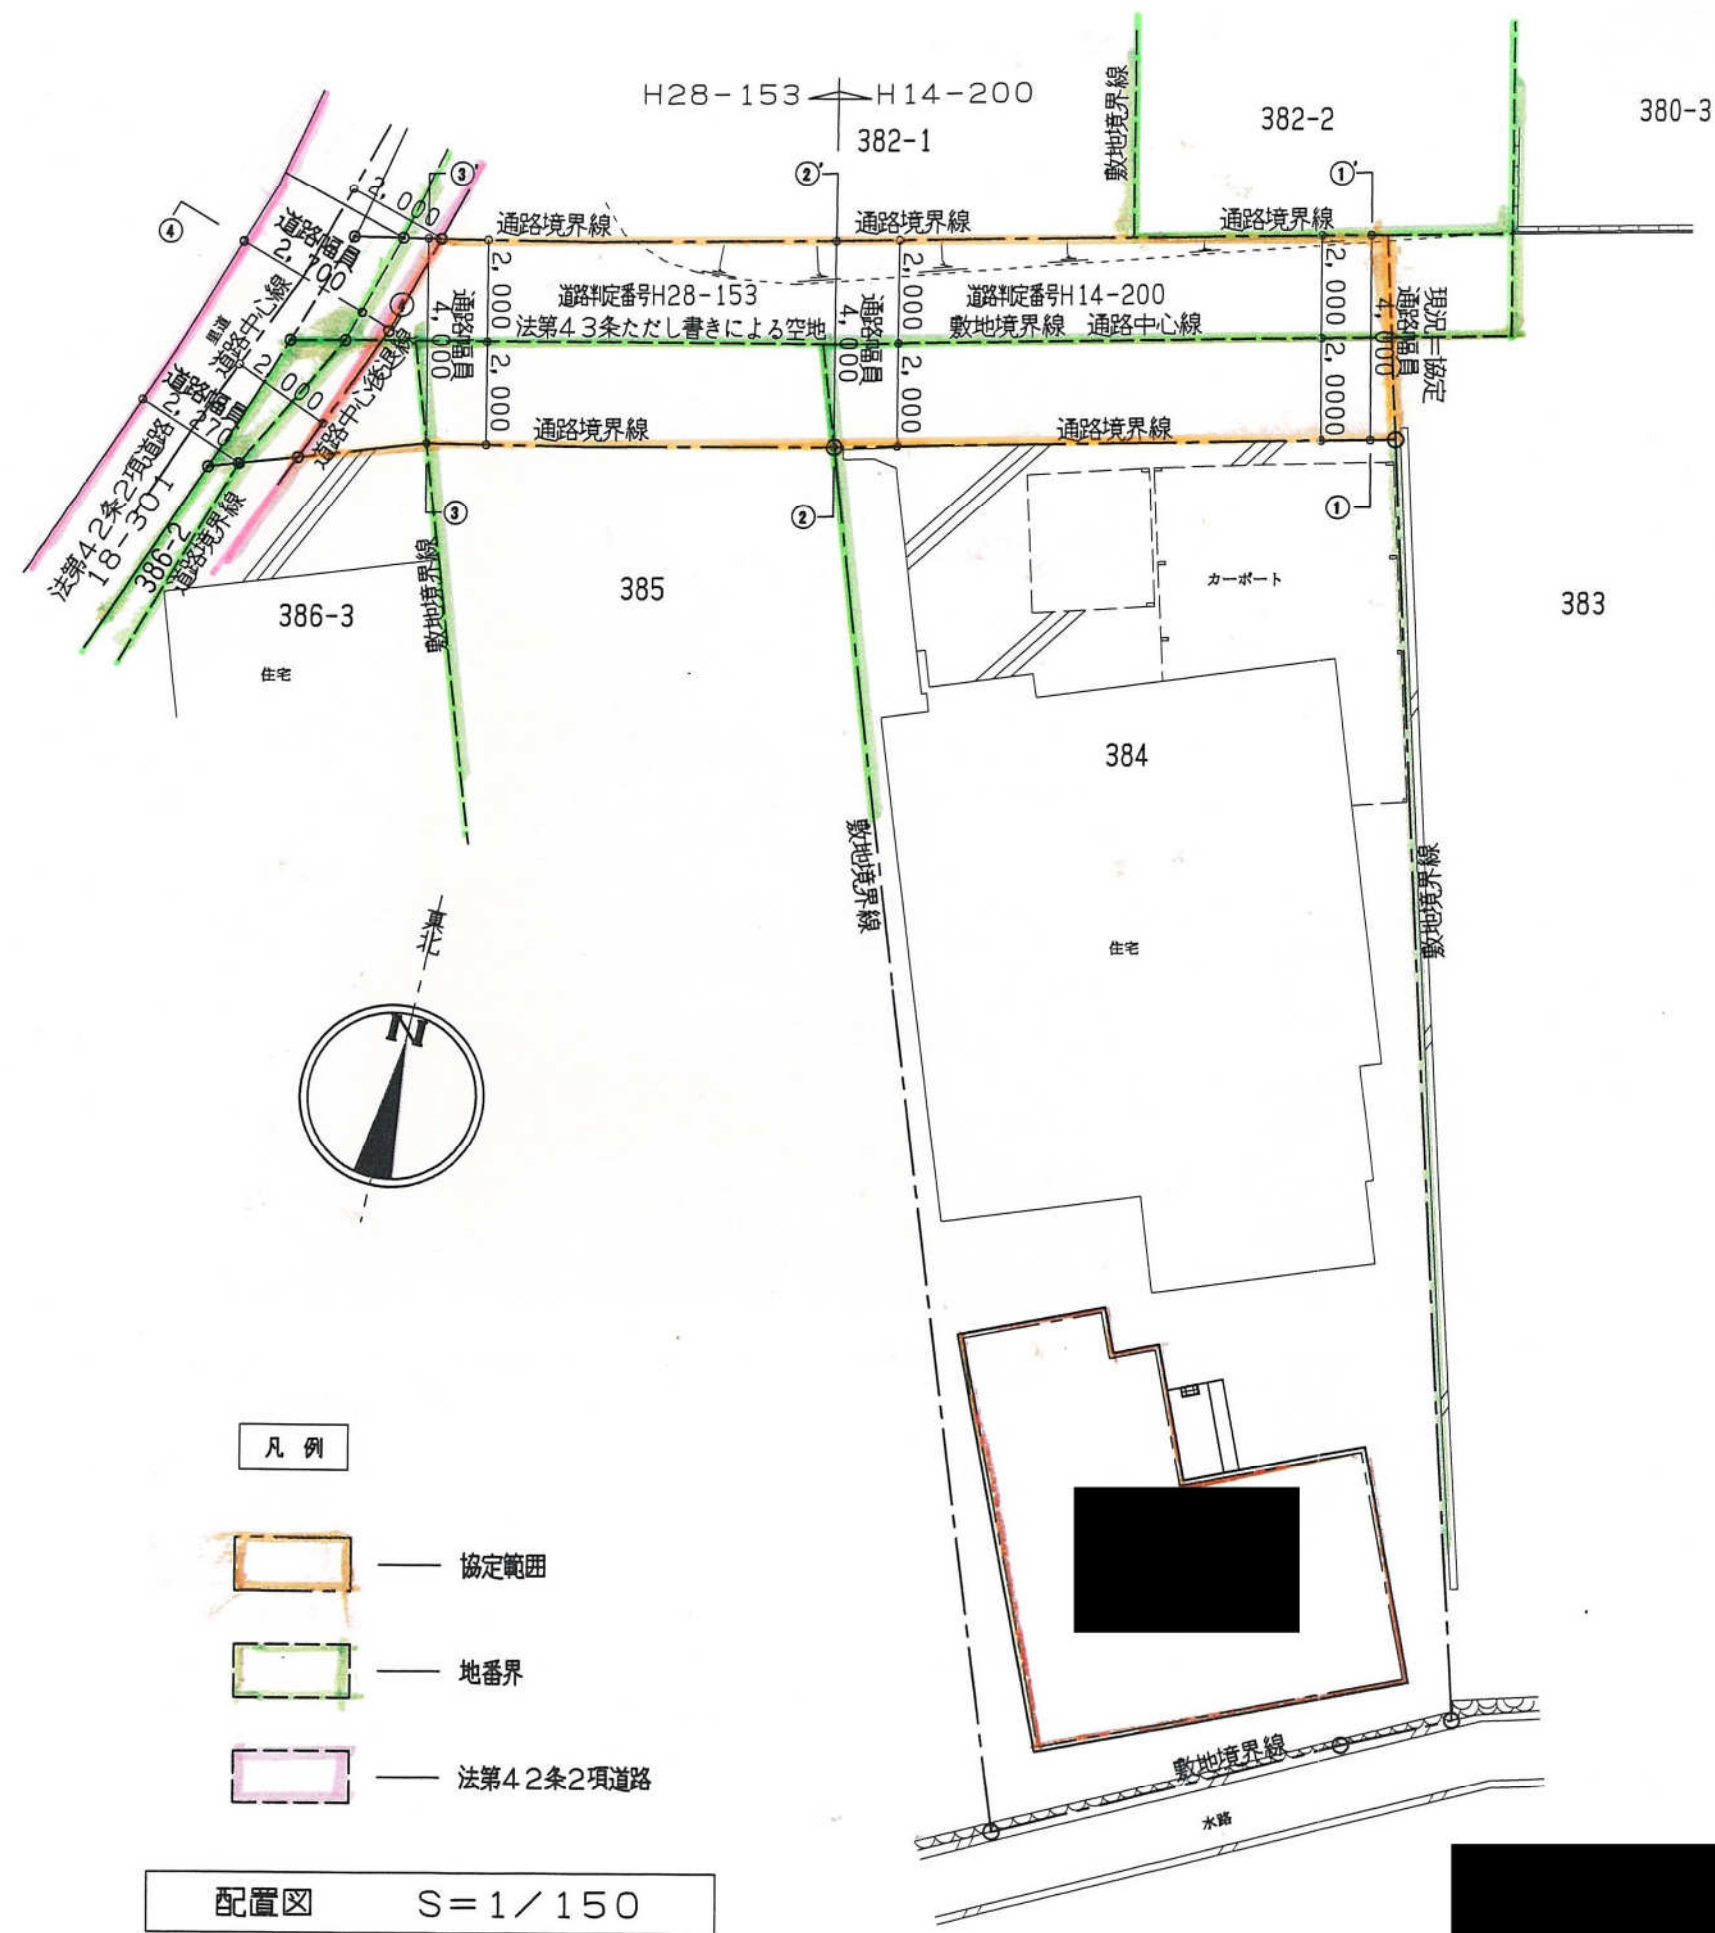 H28-153
H14-200
382-1
382-2
380-3
敷地境界線
③'
②'
①'
④
2,000
道路幅員
2,700
道路中心線
里道
道路幅員
2,270
2,000
道路中心後退線
法第42条2項道路
18-301
386-2
道路境界線
通路境界線
通路境界線
通路境界線
2,000
2,000
通路幅員
4,000
道路判定番号H28-153
法第43条ただし書きによる空地
2,000
2,000
通路幅員
4,000
道路判定番号H14-200
敷地境界線 通路中心線
2,000
2,0000
通路幅員
4,000
現況＝協定
通路境界線
通路境界線
③
②
①
敷地境界線
386-3
住宅
385
カーポート
383
384
敷地境界線
敷地境界線
住宅
真北
N
凡 例
協定範囲
地番界
法第42条2項道路
敷地境界線
水路
配置図 S=1/150